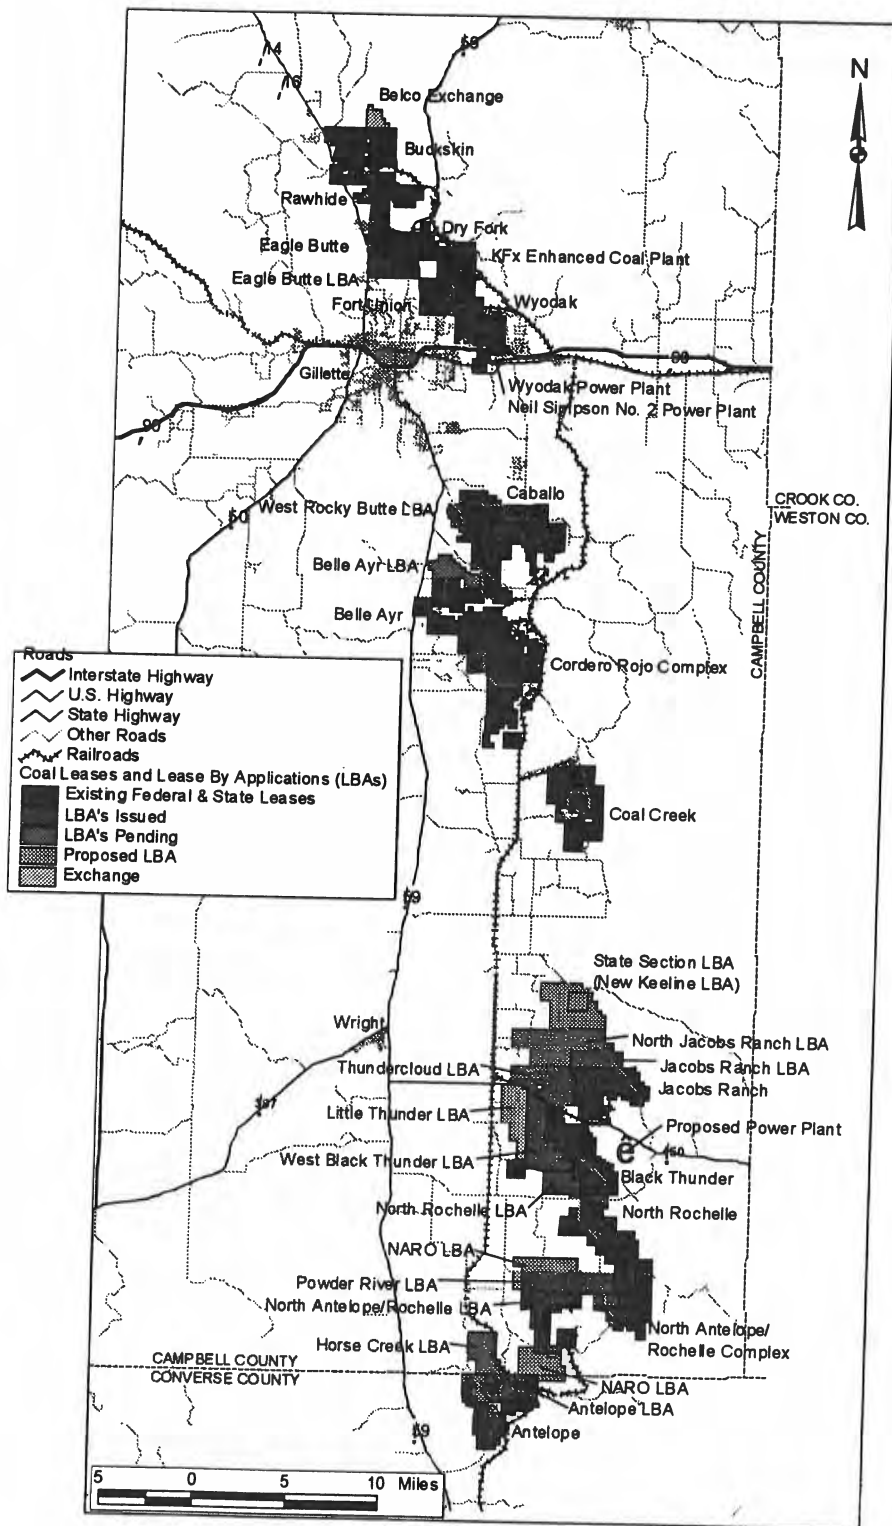 59
14
16
N
Belco Exchange
Buckskin
Rawhide
Dry Fork
Eagle Butte
KFx Enhanced Coal Plant
Eagle Butte LBA
Fort Union
Wyodak
90
Gillette
Wyodak Power Plant
Neil Simpson No. 2 Power Plant
90
Caballo
West Rocky Butte LBA
50
CROOK CO.
WESTON CO.
CAMPBELL COUNTY
Belle Ayr LBA
Belle Ayr
Cordero Rojo Complex
Roads
Interstate Highway
U.S. Highway
State Highway
Other Roads
Railroads
Coal Leases and Lease By Applications (LBAs)
Existing Federal & State Leases
LBA's Issued
LBA's Pending
Proposed LBA
Exchange
Coal Creek
59
State Section LBA
(New Keeline LBA)
Wright
North Jacobs Ranch LBA
Thundercloud LBA
Jacobs Ranch LBA
Jacobs Ranch
387
Little Thunder LBA
Proposed Power Plant
ê
450
West Black Thunder LBA
Black Thunder
North Rochelle LBA
North Rochelle
NARO LBA
Powder River LBA
North Antelope/Rochelle LBA
North Antelope/
Rochelle Complex
Horse Creek LBA
CAMPBELL COUNTY
CONVERSE COUNTY
NARO LBA
Antelope LBA
Antelope
59
5 0 5 10 Miles